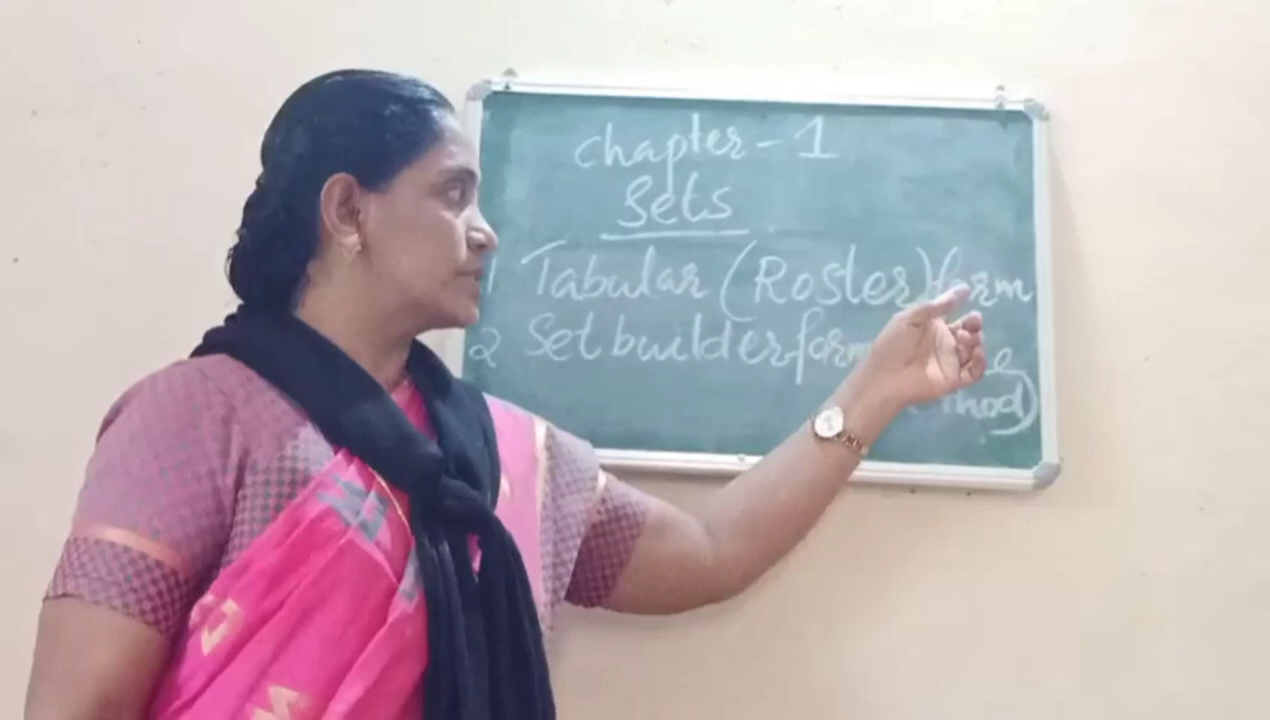 Chapter - 1
Sets
1 Tabular (Roster) form
2 Set builder form